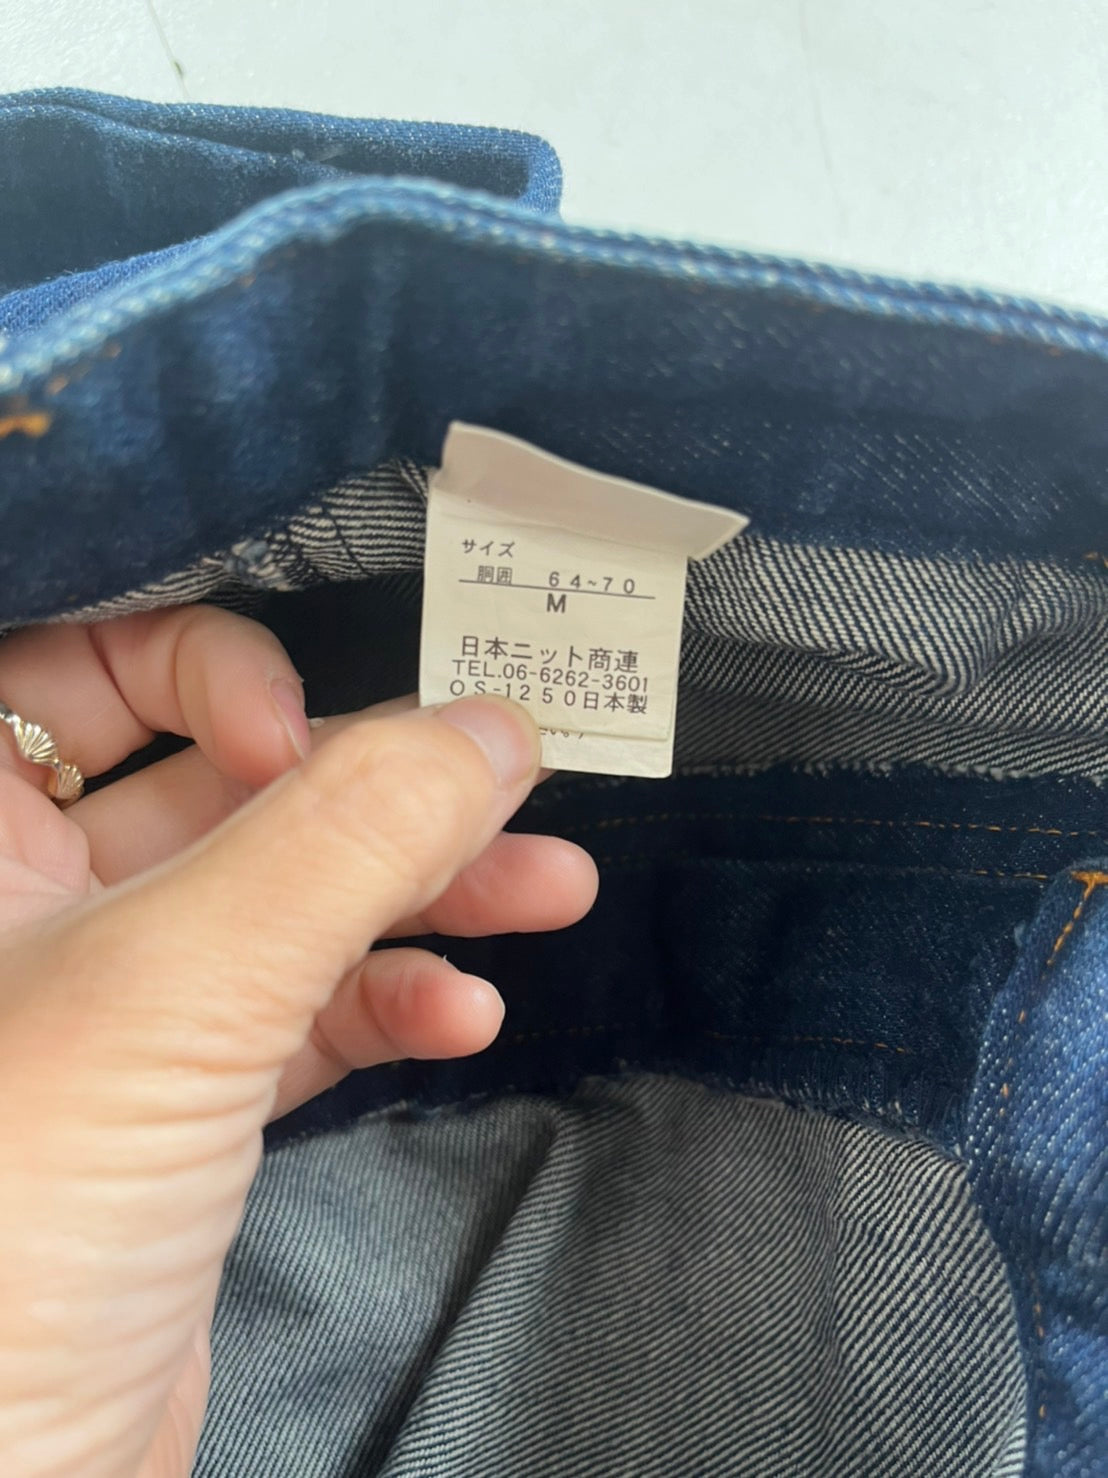 サイズ
胴囲 64~70
M
日本ニット商連
TEL.06-6262-3601
OS-1250日本製